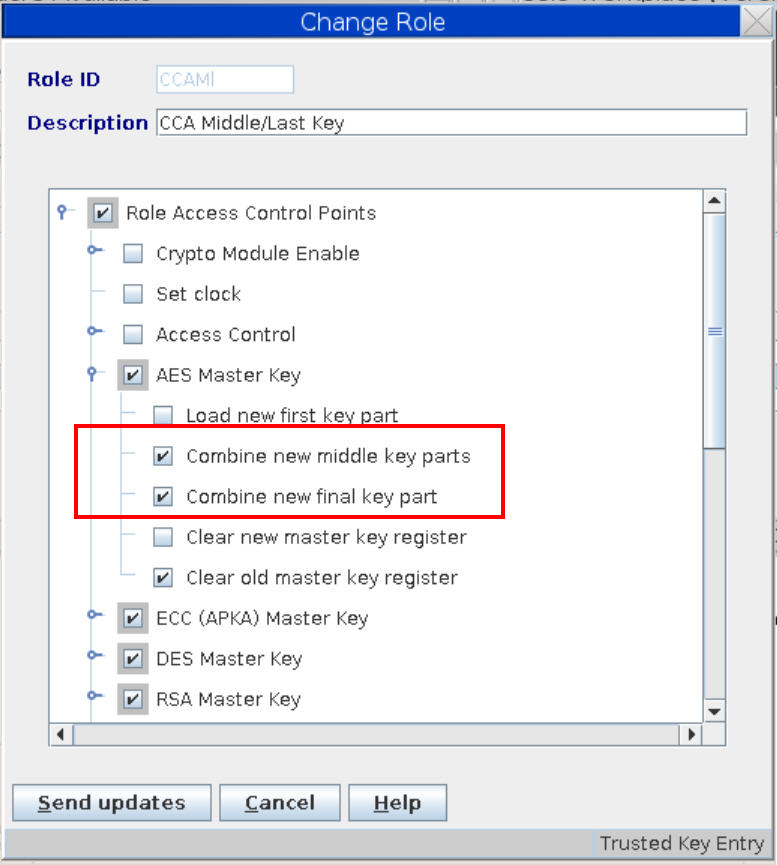 Change Role
Role ID CCAMl
Description CCA Middle/Last Key
Role Access Control Points
Crypto Module Enable
Set clock
Access Control
AES Master Key
Load new first key part
Combine new middle key parts
Combine new final key part
Clear new master key register
Clear old master key register
ECC (APKA) Master Key
DES Master Key
RSA Master Key
Send updates Cancel Help
Trusted Key Entry